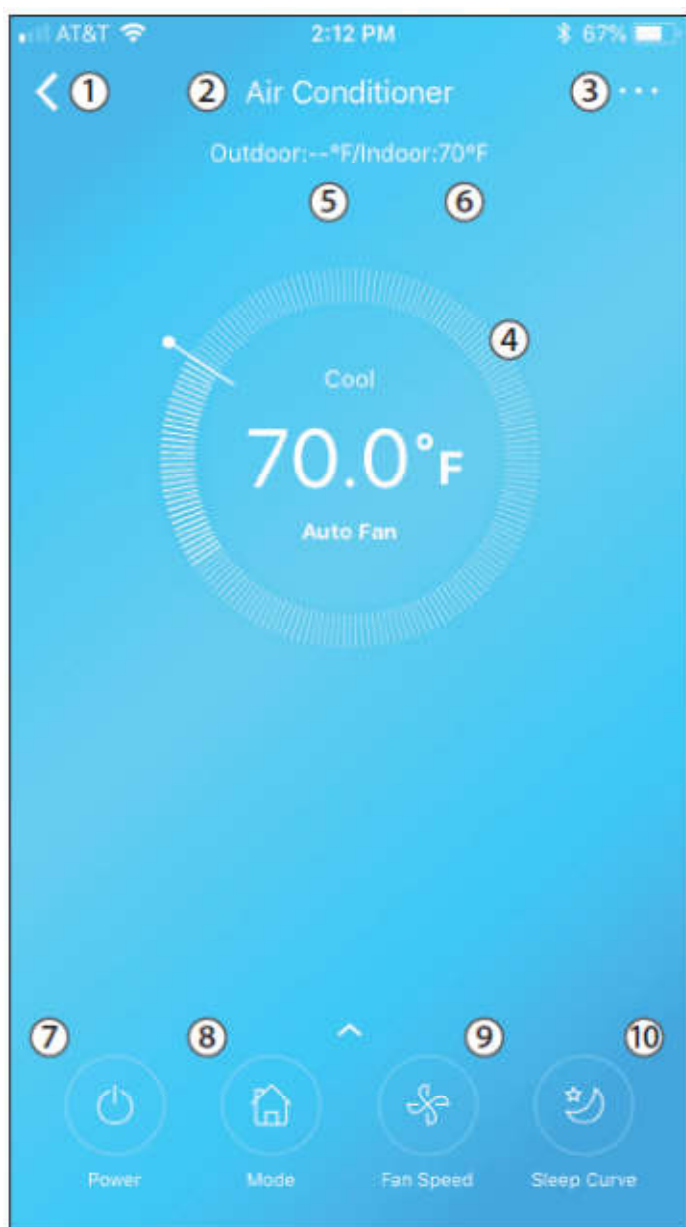 AT&T 2:12 PM 67%
1 2 Air Conditioner 3
Outdoor:--°F/Indoor:70°F
5 6
4
Cool
70.0°F
Auto Fan
7 8 9 10
Power Mode Fan Speed Sleep Curve